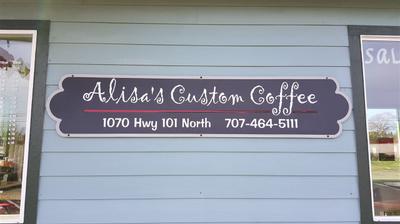 Alisa's Custom Coffee
1070 Hwy 101 North 707-464-5111